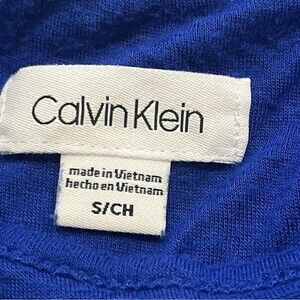 Calvin Klein
made in Vietnam
hecho en Vietnam
S/CH